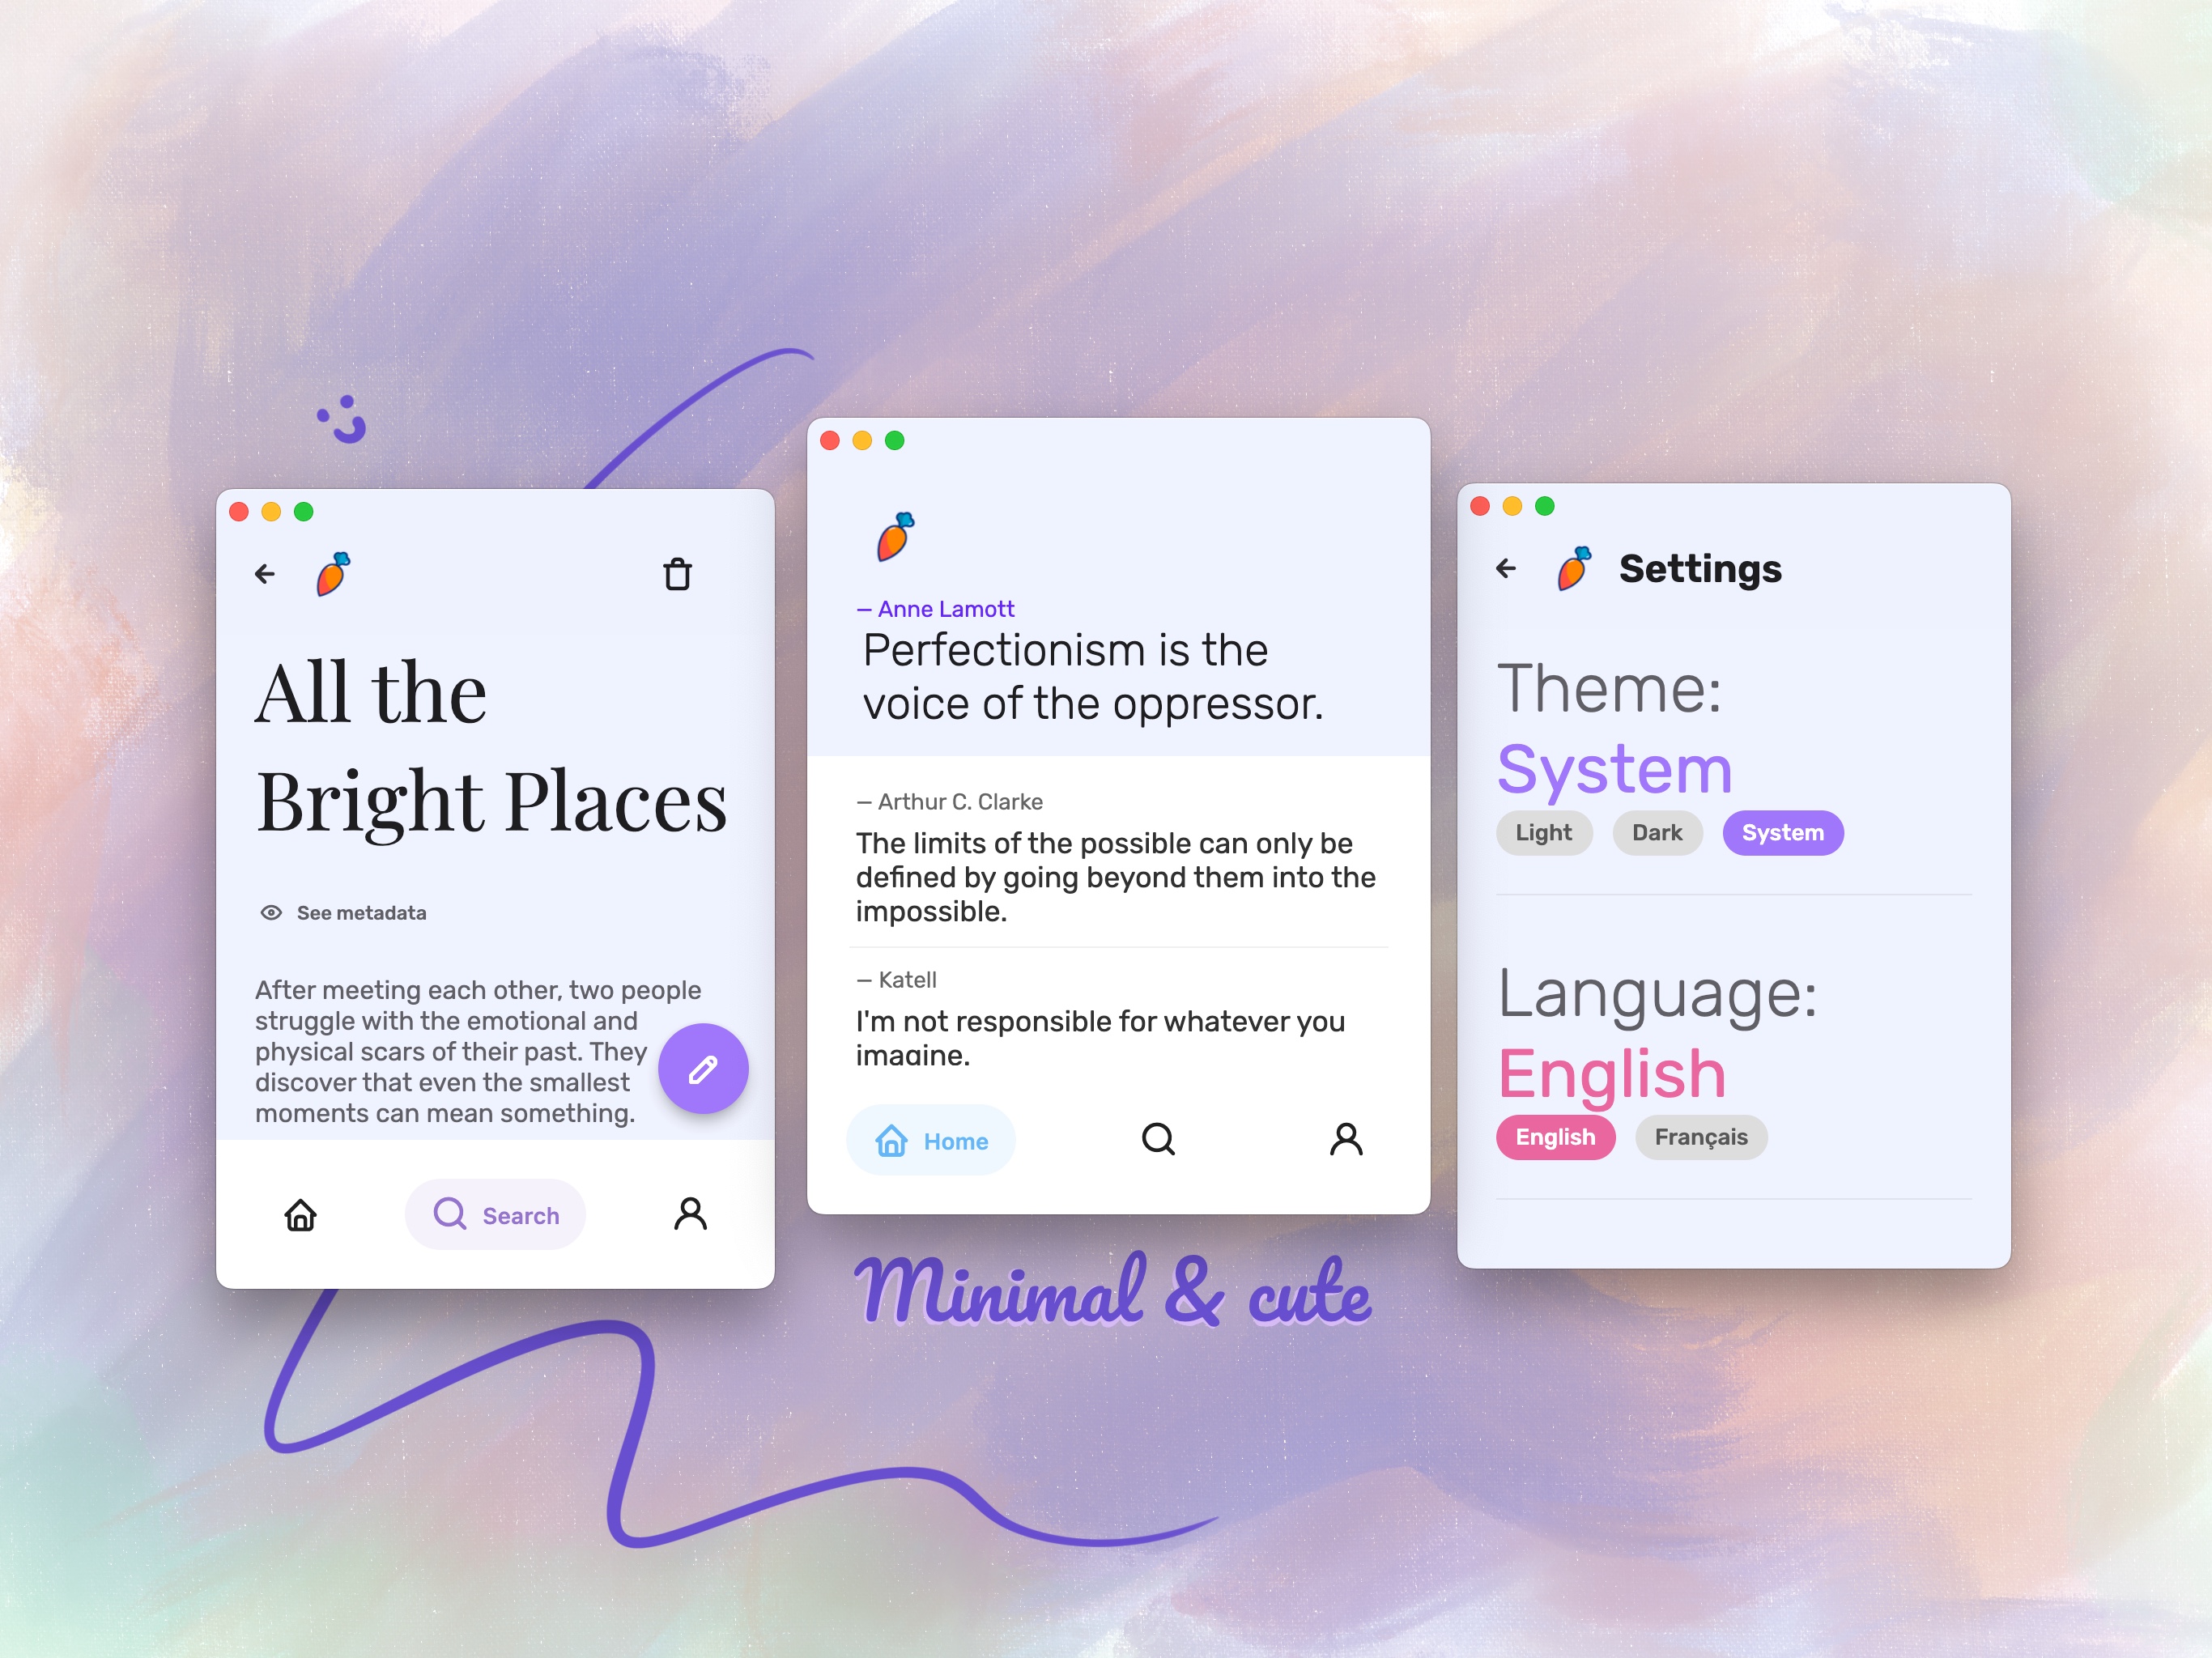 All the
Bright Places
See metadata
After meeting each other, two people
struggle with the emotional and
physical scars of their past. They
discover that even the smallest
moments can mean something.
Search
— Anne Lamott
Perfectionism is the
voice of the oppressor.
— Arthur C. Clarke
The limits of the possible can only be
defined by going beyond them into the
impossible.
— Katell
I'm not responsible for whatever you
imagine.
Home
Minimal & cute
Settings
Theme:
System
Light Dark System
Language:
English
English Français